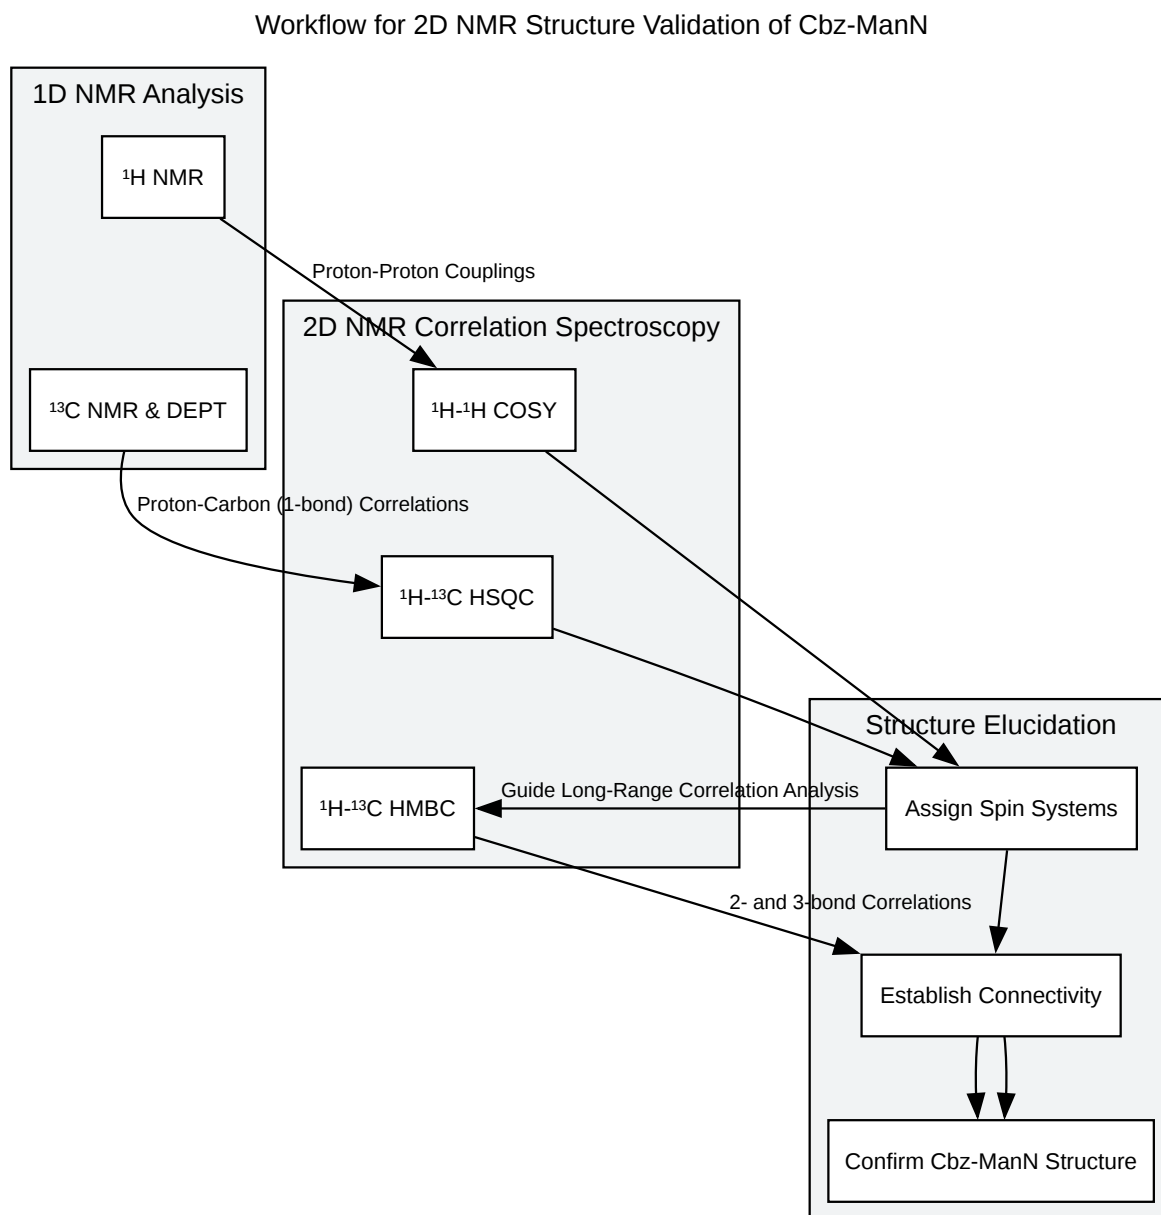 Workflow for 2D NMR Structure Validation of Cbz-ManN
1D NMR Analysis
¹H NMR
Proton-Proton Couplings
2D NMR Correlation Spectroscopy
¹³C NMR & DEPT
¹H-¹H COSY
Proton-Carbon (1-bond) Correlations
¹H-¹³C HSQC
Structure Elucidation
¹H-¹³C HMBC
Guide Long-Range Correlation Analysis
Assign Spin Systems
2- and 3-bond Correlations
Establish Connectivity
Confirm Cbz-ManN Structure